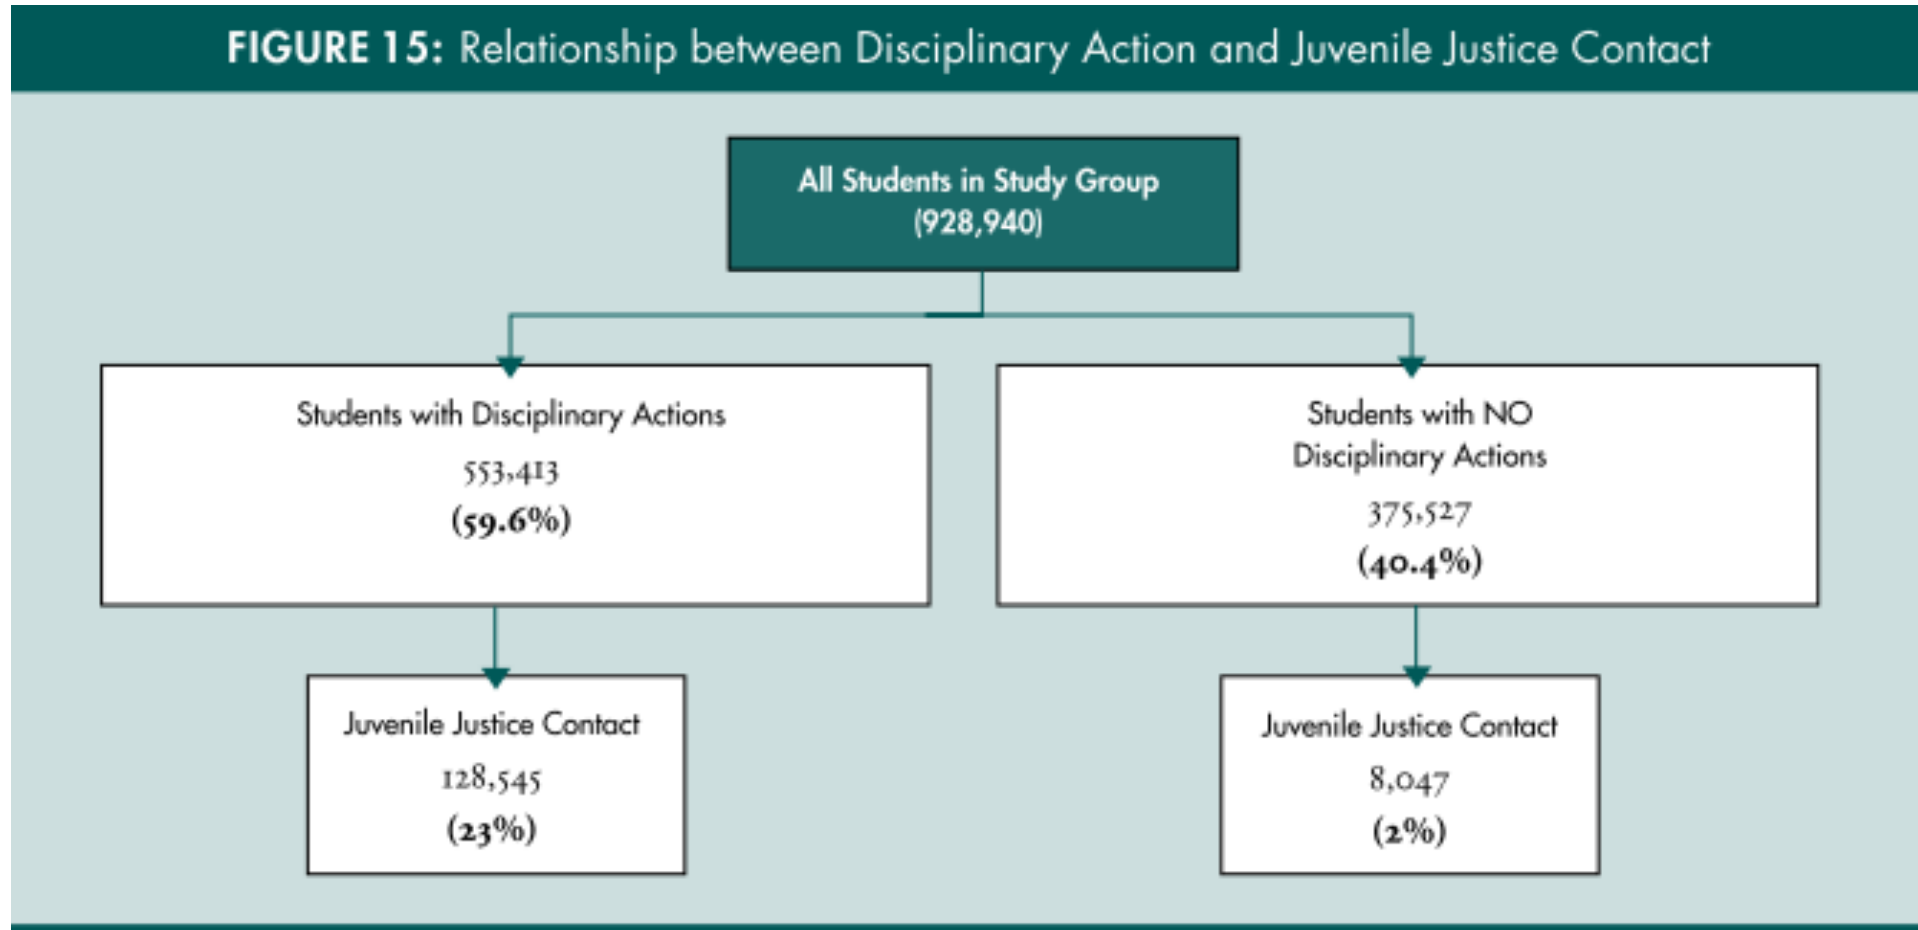 FIGURE 15: Relationship between Disciplinary Action and Juvenile Justice Contact
All Students in Study Group
(928,940)
Students with Disciplinary Actions
553,413
(59.6%)
Students with NO
Disciplinary Actions
375,527
(40.4%)
Juvenile Justice Contact
128,545
(23%)
Juvenile Justice Contact
8,047
(2%)